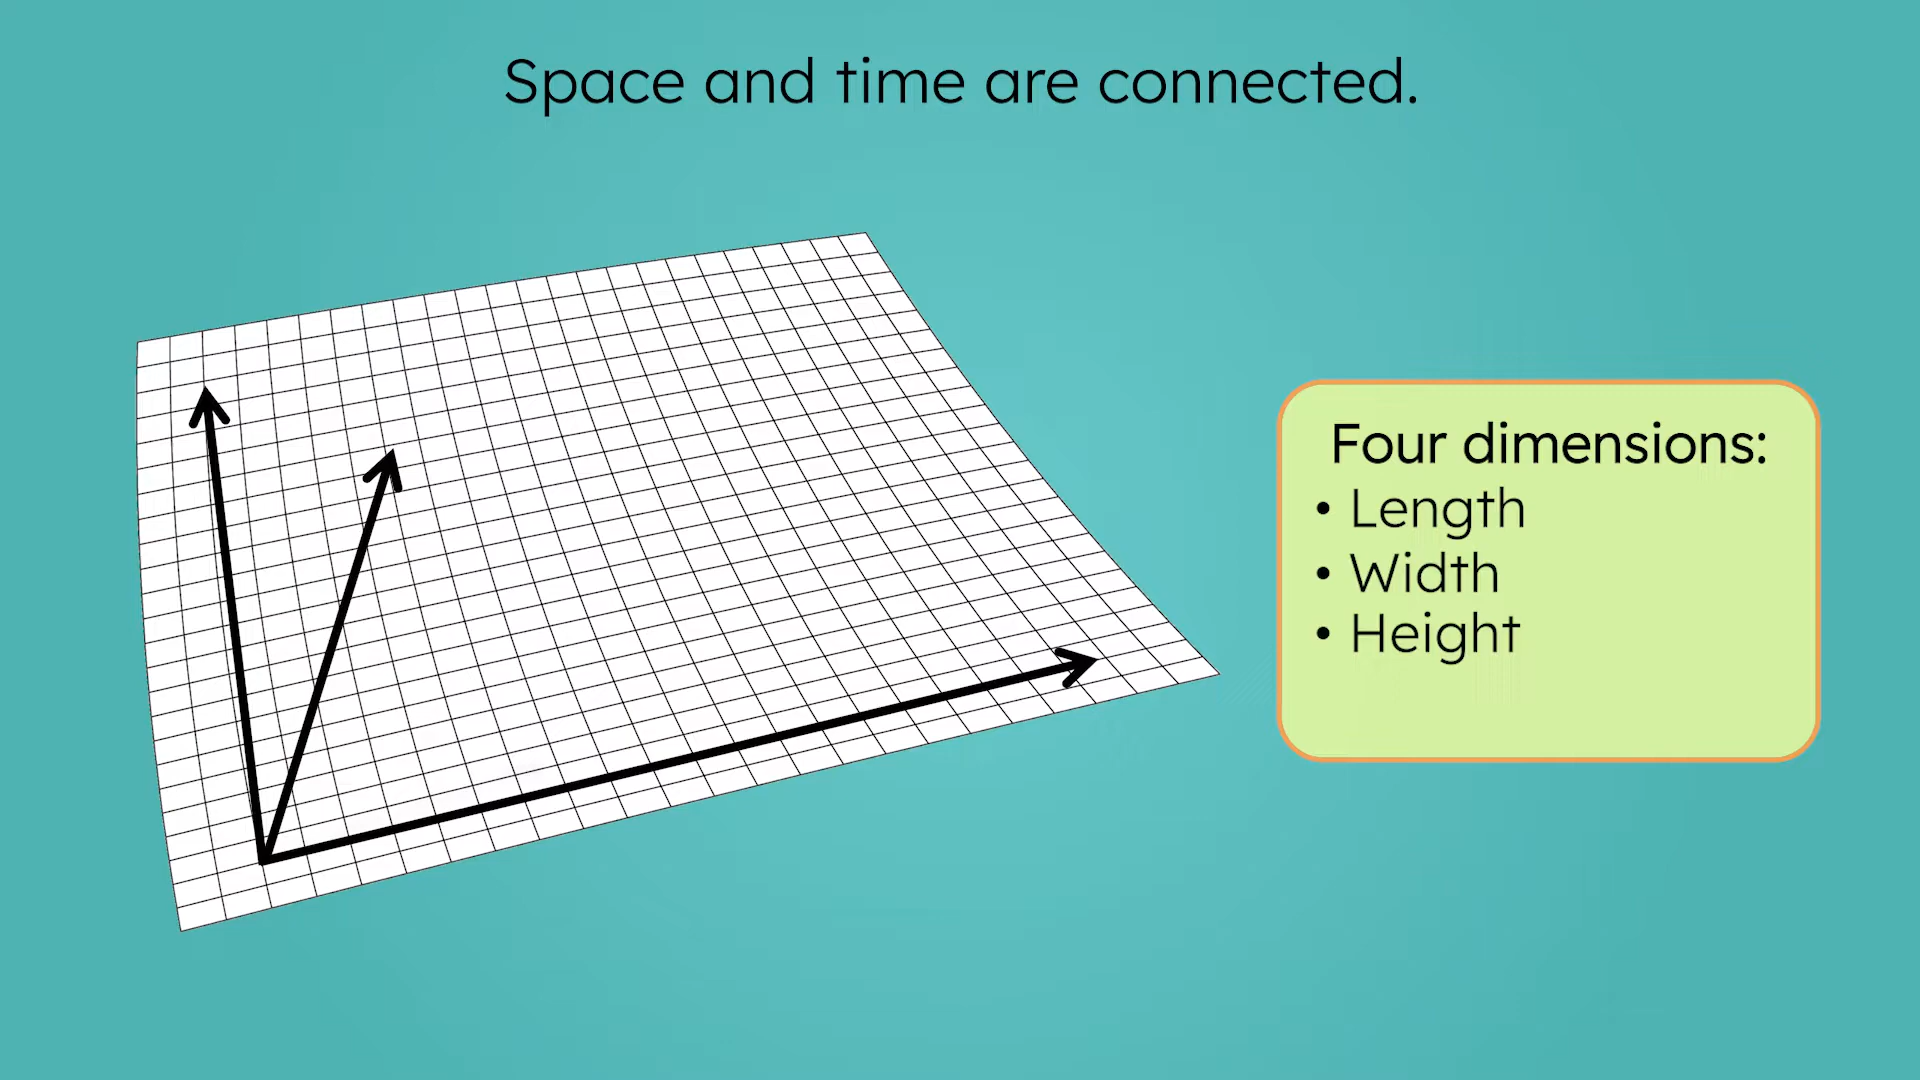 Space and time are connected.
Four dimensions:
• Length
• Width
• Height